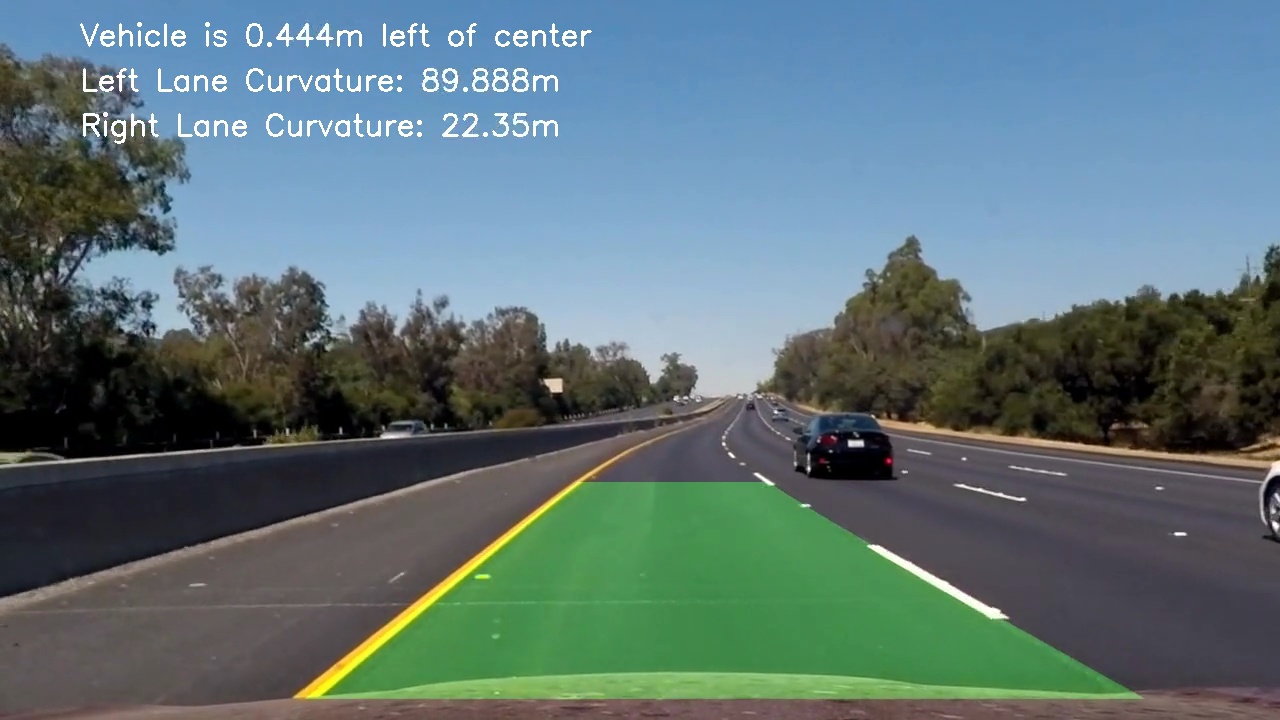 Vehicle is 0.444m left of center
Left Lane Curvature: 89.888m
Right Lane Curvature: 22.35m